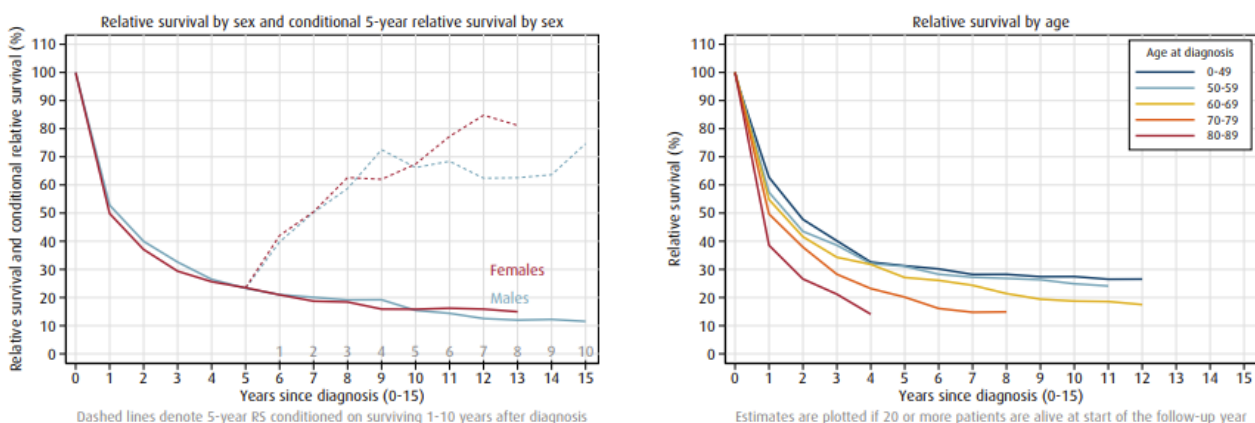 Relative survival by sex and conditional 5-year relative survival by sex
Relative survival and conditional relative survival (%)
110
100
90
80
70
60
50
40
30
20
10
0
Females
Males
1 2 3 4 5 6 7 8 9 10
0 1 2 3 4 5 6 7 8 9 10 11 12 13 14 15
Years since diagnosis (0-15)
Dashed lines denote 5-year RS conditioned on surviving 1-10 years after diagnosis
Relative survival by age
Relative survival (%)
110
100
90
80
70
60
50
40
30
20
10
0
Age at diagnosis
0-49
50-59
60-69
70-79
80-89
0 1 2 3 4 5 6 7 8 9 10 11 12 13 14 15
Years since diagnosis (0-15)
Estimates are plotted if 20 or more patients are alive at start of the follow-up year